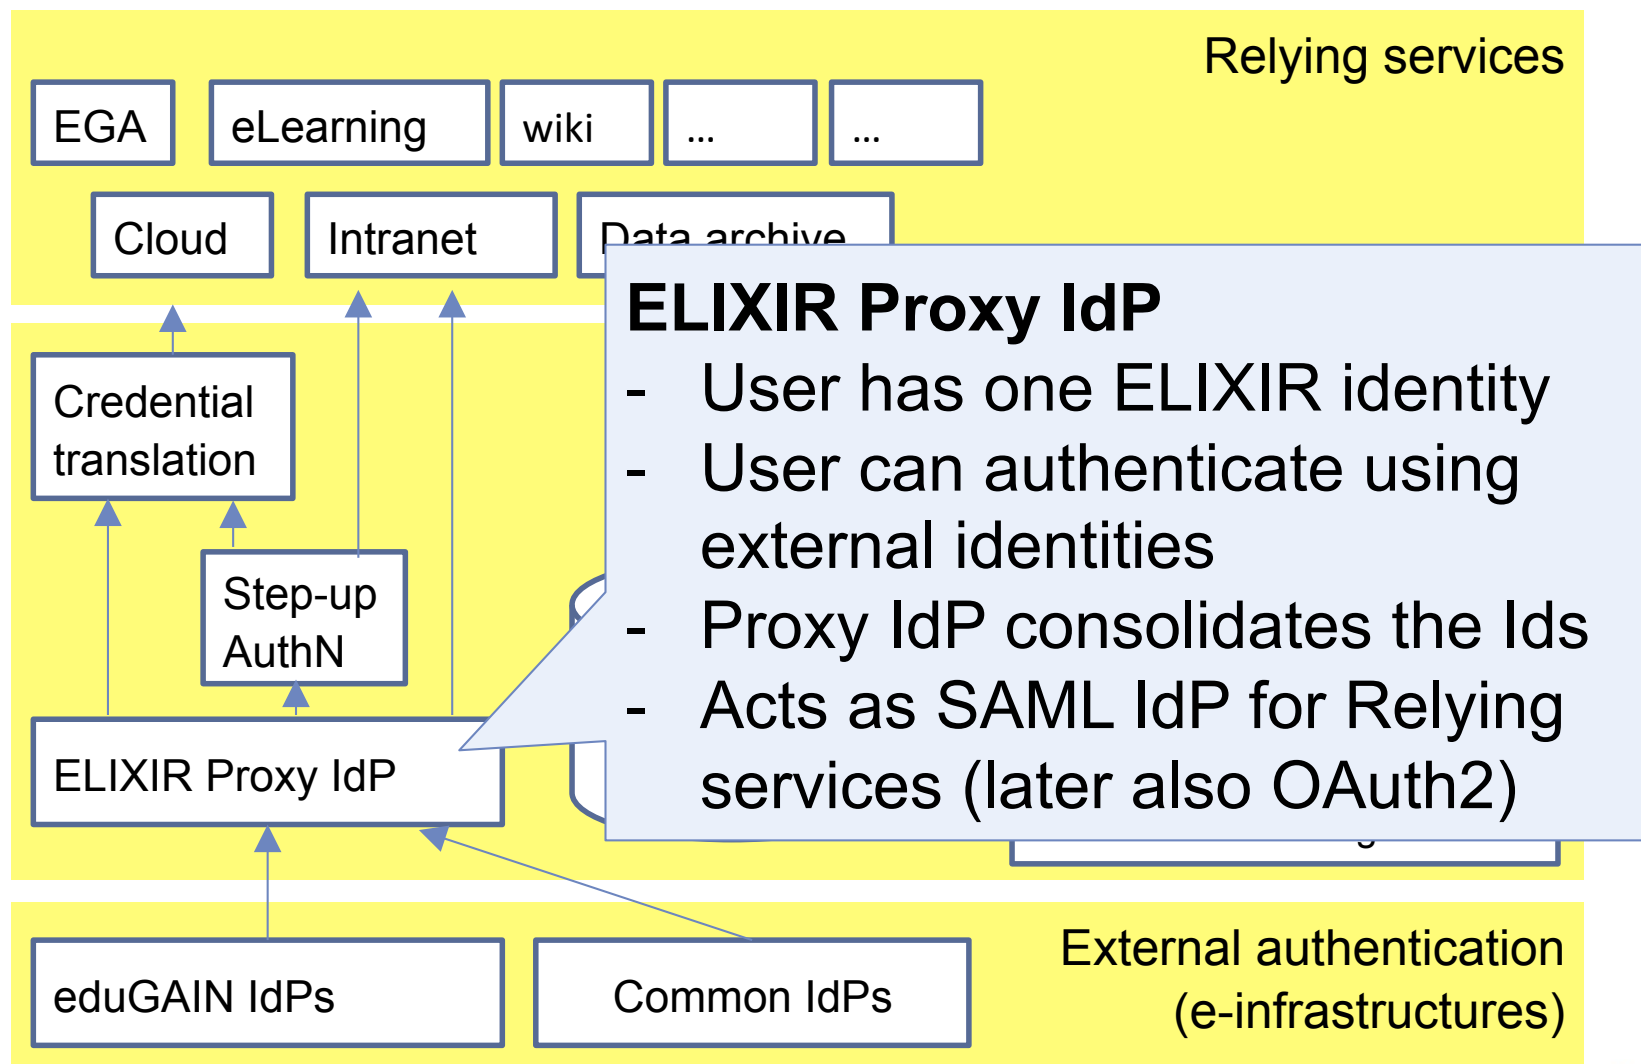 Relying services
EGA
eLearning
wiki
...
...
Cloud
Intranet
Data archive
ELIXIR Proxy IdP
- User has one ELIXIR identity
- User can authenticate using
external identities
- Proxy IdP consolidates the Ids
- Acts as SAML IdP for Relying
services (later also OAuth2)
Credential
translation
Step-up
AuthN
ELIXIR Proxy IdP
External authentication
(e-infrastructures)
eduGAIN IdPs
Common IdPs